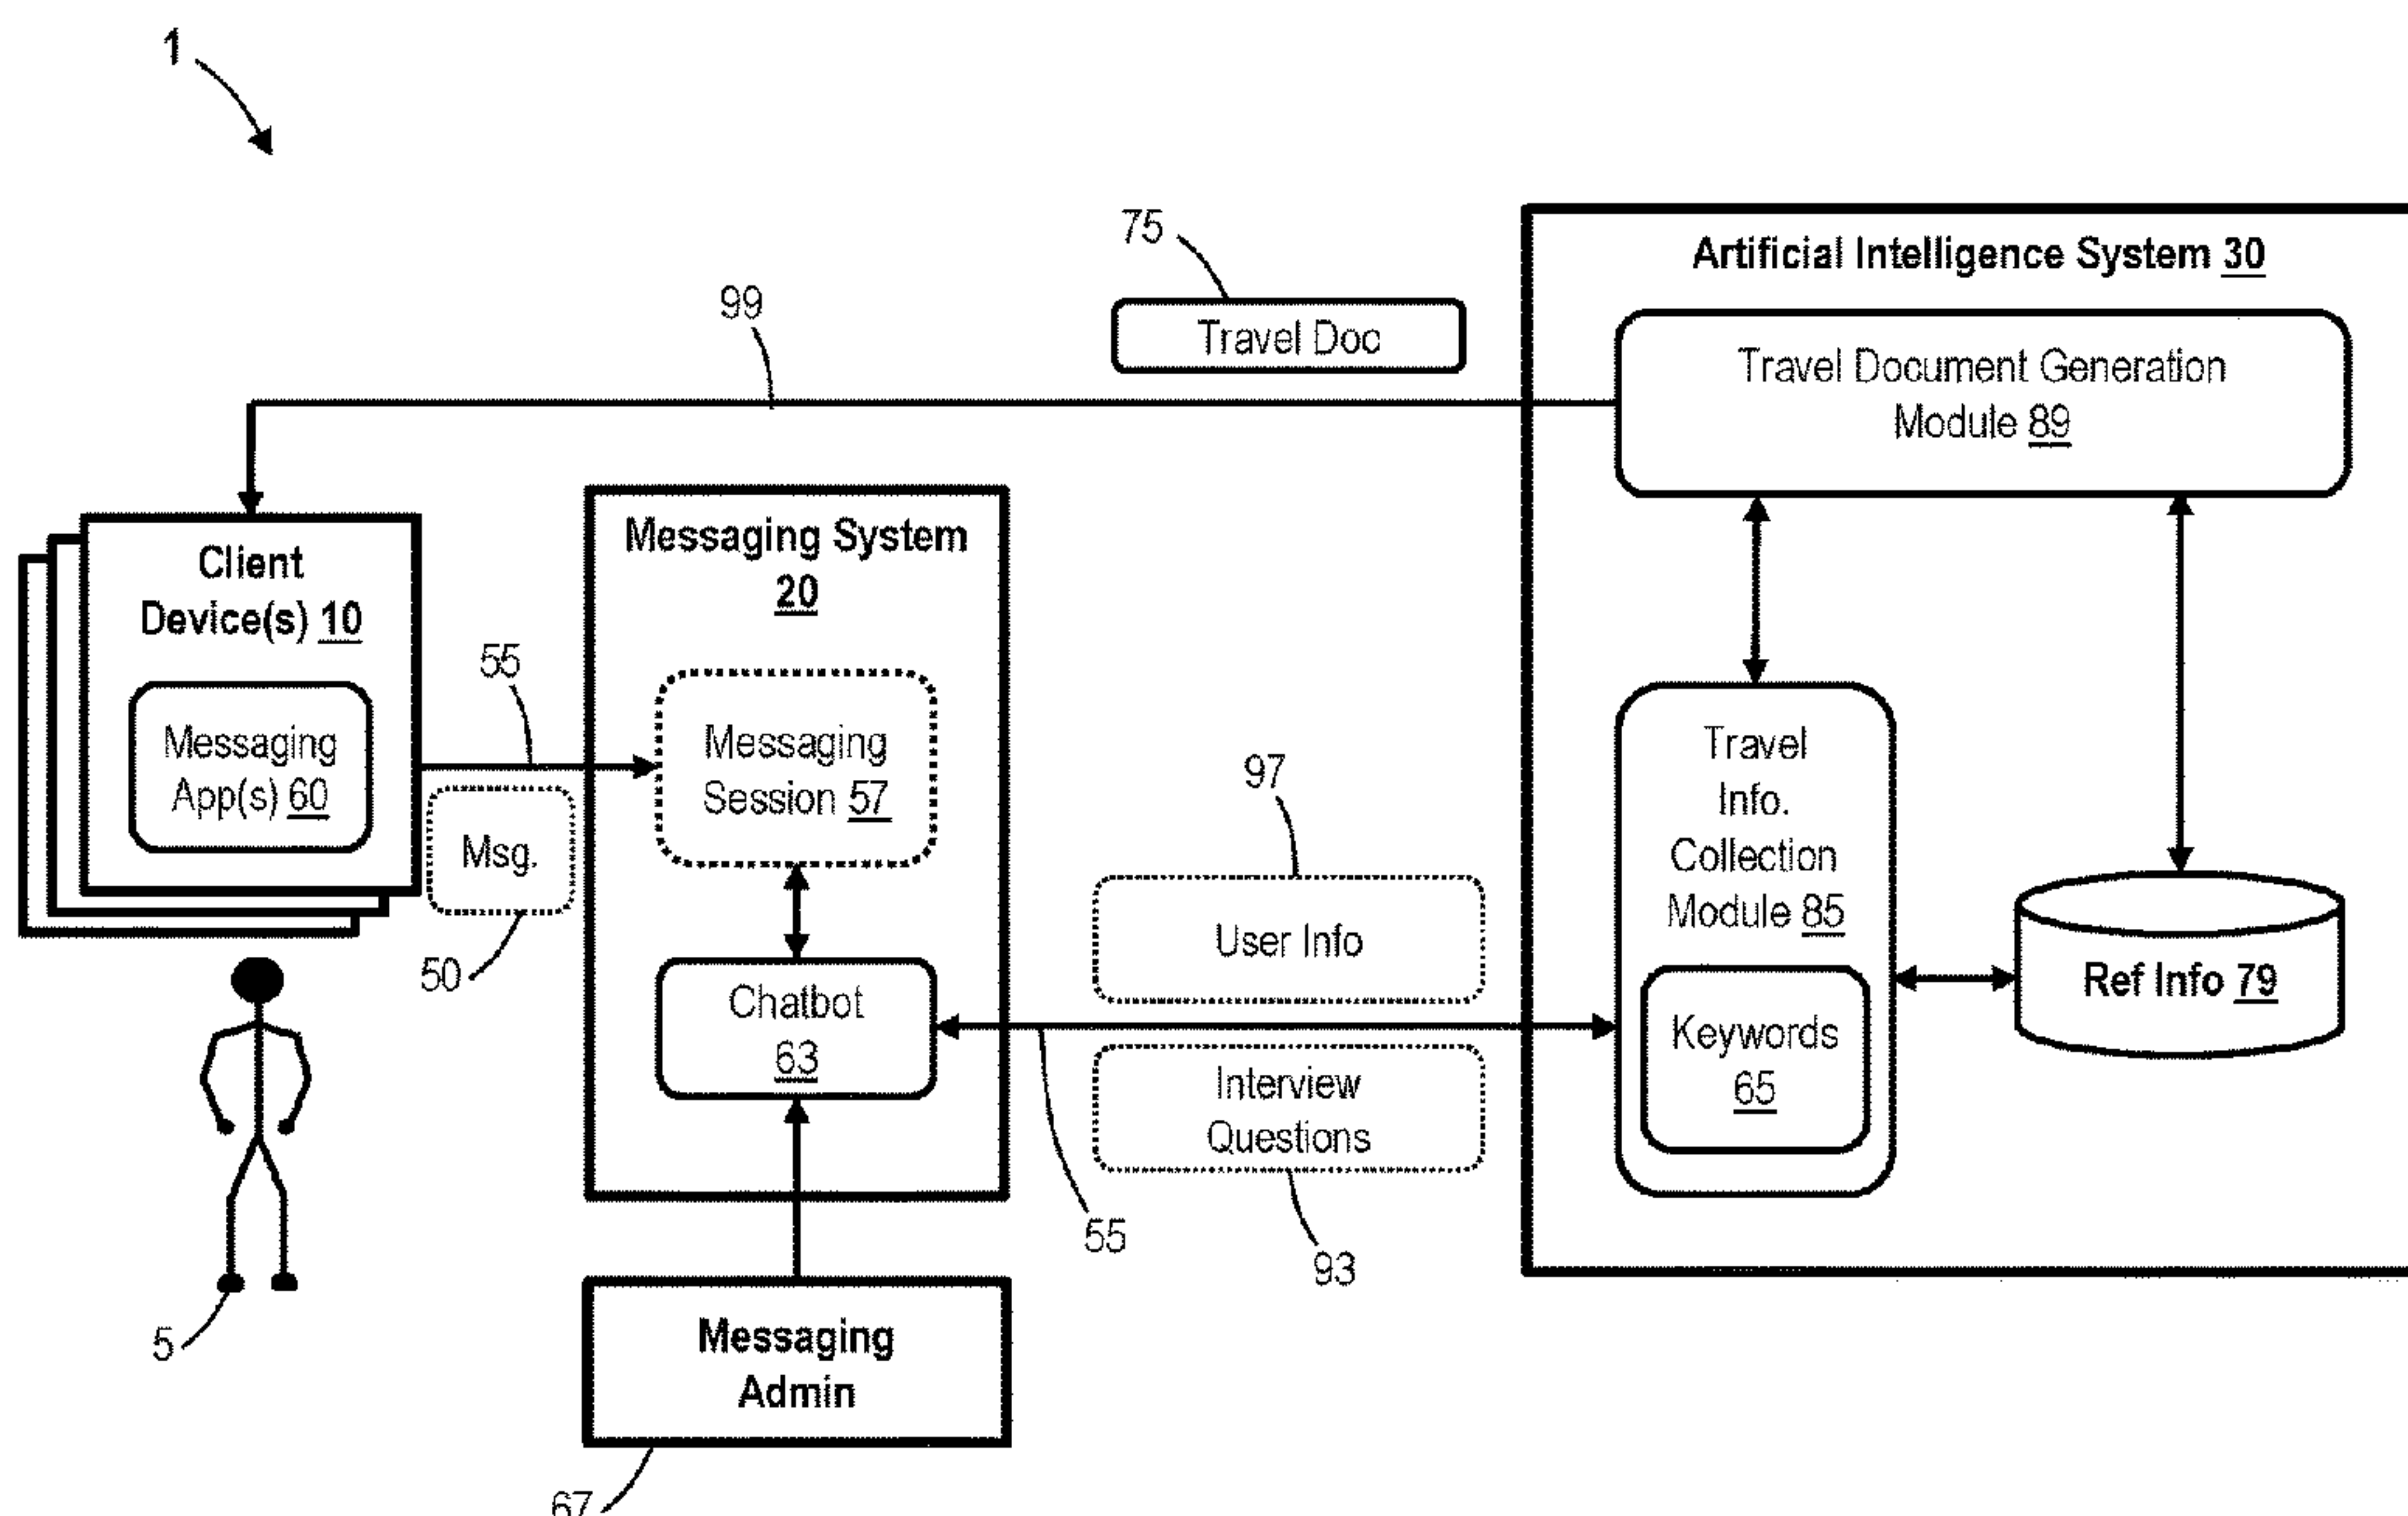 1
75
Artificial Intelligence System 30
99
Travel Doc
Travel Document Generation
Module 89
Client
Device(s) 10
Messaging
App(s) 60
55
Msg.
50
Messaging System
20
Messaging
Session 57
Chatbot
63
97
User Info
Interview
Questions
55
93
Travel
Info.
Collection
Module 85
Keywords
65
Ref Info 79
5
Messaging
Admin
67